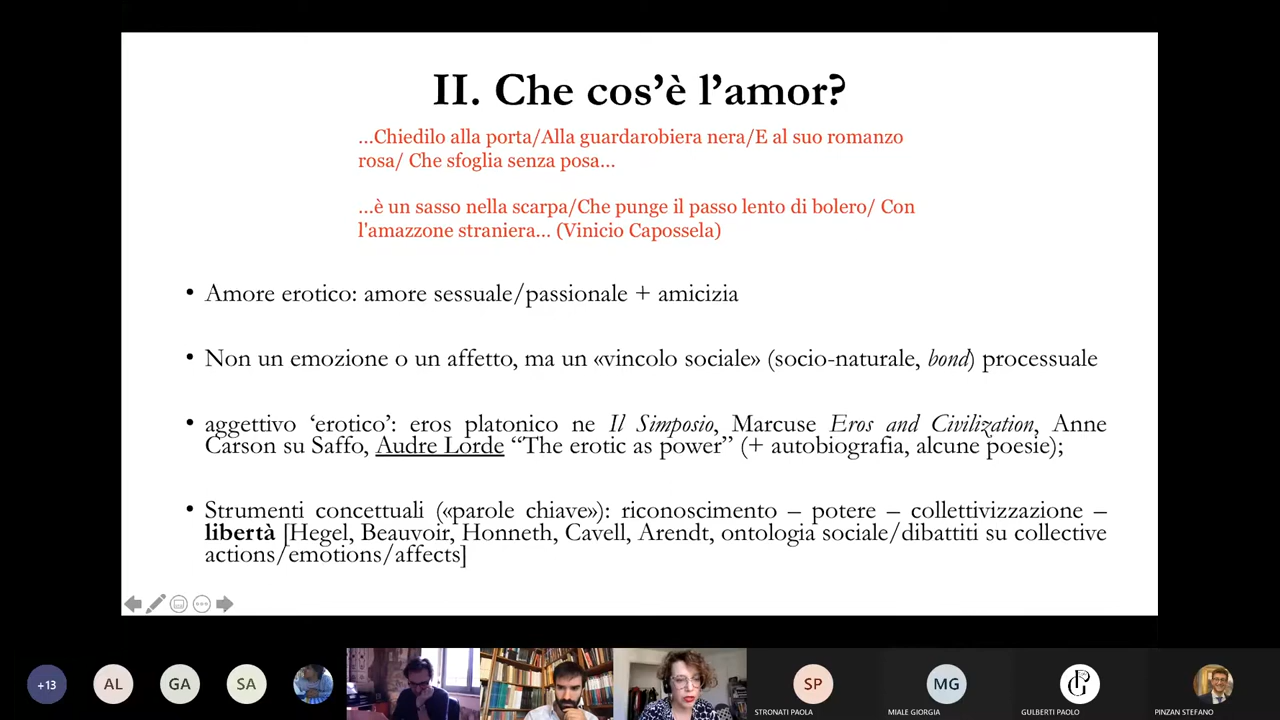 II. Che cos’è l’amor?
...Chiedilo alla porta/Alla guardarobiera nera/E al suo romanzo
rosa/ Che sfoglia senza posa...
...è un sasso nella scarpa/Che punge il passo lento di bolero/ Con
l'amazzone straniera... (Vinicio Capossela)
• Amore erotico: amore sessuale/passionale + amicizia
• Non un emozione o un affetto, ma un «vincolo sociale» (socio-naturale, bond) processuale
• aggettivo ‘erotico’: eros platonico ne Il Simposio, Marcuse Eros and Civilization, Anne
Carson su Saffo, Audre Lorde “The erotic as power” (+ autobiografia, alcune poesie);
• Strumenti concettuali («parole chiave»): riconoscimento – potere – collettivizzazione –
libertà [Hegel, Beauvoir, Honneth, Cavell, Arendt, ontologia sociale/dibattiti su collective
actions/emotions/affects]
+13
AL
GA
SA
SP
MG
STRONATI PAOLA
MIALE GIORGIA
GULBERTI PAOLO
PINZAN STEFANO